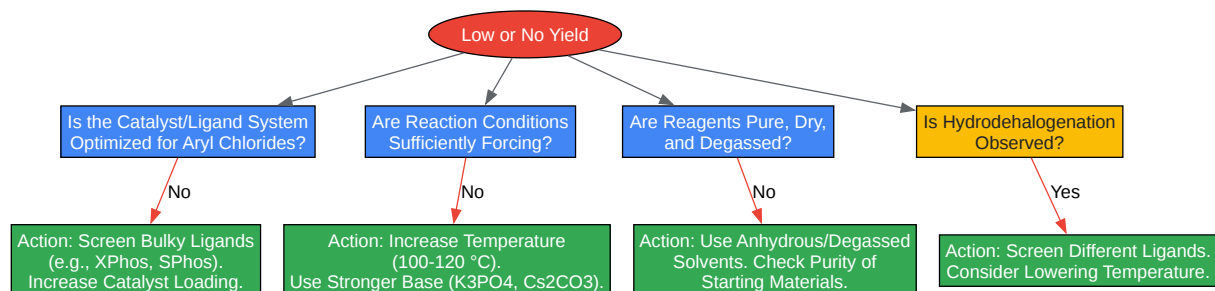 Low or No Yield
Is the Catalyst/Ligand System
Optimized for Aryl Chlorides?
Are Reaction Conditions
Sufficiently Forcing?
Are Reagents Pure, Dry,
and Degassed?
Is Hydrodehalogenation
Observed?
No
No
No
Yes
Action: Screen Bulky Ligands
(e.g., XPhos, SPhos).
Increase Catalyst Loading.
Action: Increase Temperature
(100-120 °C).
Use Stronger Base (K3PO4, Cs2CO3).
Action: Use Anhydrous/Degassed
Solvents. Check Purity of
Starting Materials.
Action: Screen Different Ligands.
Consider Lowering Temperature.